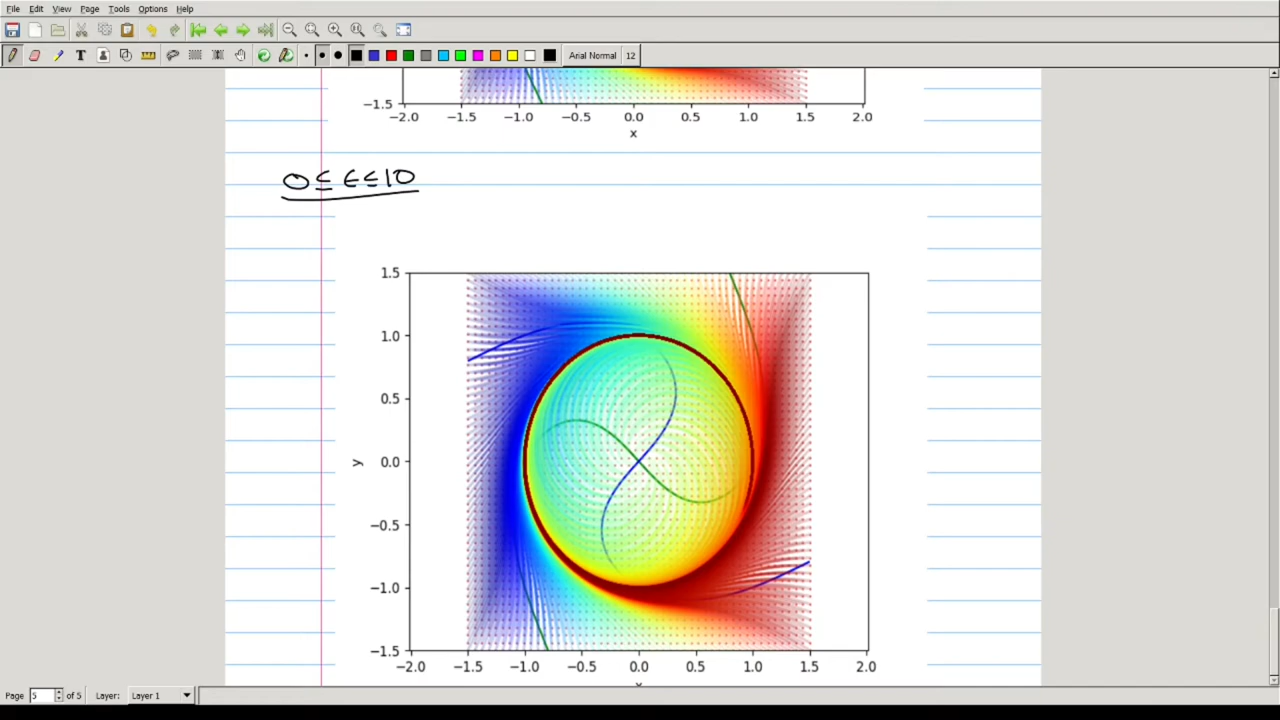 File Edit View Page Tools Options Help
T Arial Normal 12
−1.5
−2.0 −1.5 −1.0 −0.5 0.0 0.5 1.0 1.5 2.0
x
0 ≤ t ≤ 10
1.5
1.0
0.5
y 0.0
−0.5
−1.0
−1.5
−2.0 −1.5 −1.0 −0.5 0.0 0.5 1.0 1.5 2.0
Page 5 of 5 Layer: Layer 1